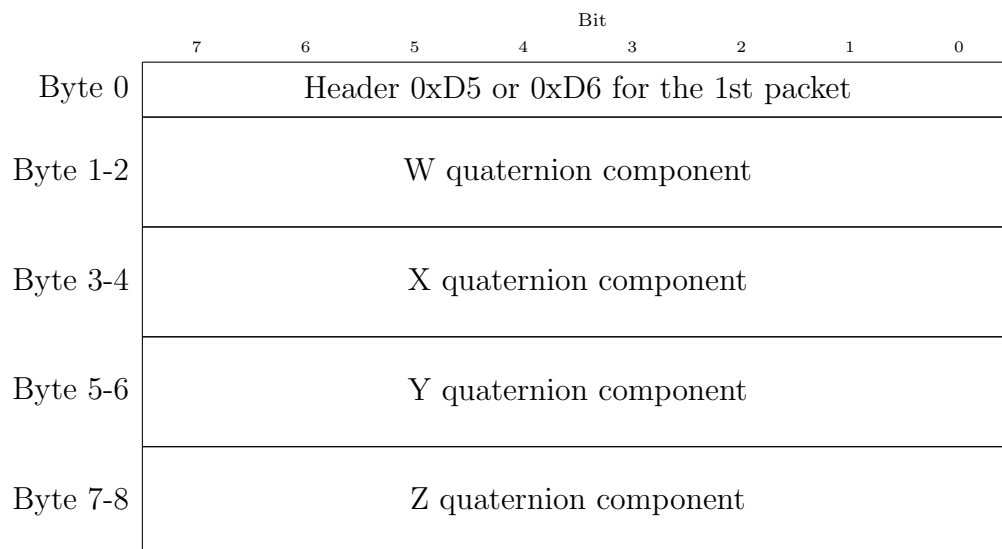 Bit
7 6 5 4 3 2 1 0
Byte 0 Header 0xD5 or 0xD6 for the 1st packet
Byte 1-2 W quaternion component
Byte 3-4 X quaternion component
Byte 5-6 Y quaternion component
Byte 7-8 Z quaternion component